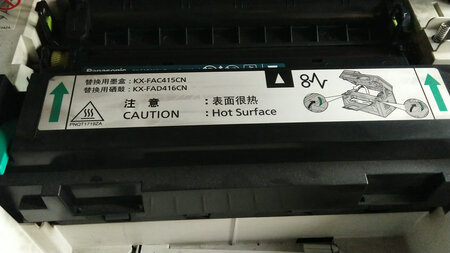 Panasonic
替换用墨盒 : KX-FAC415CN
替换用硒鼓 : KX-FAD416CN
注 意 : 表面很热
CAUTION : Hot Surface
PNQT1719ZA